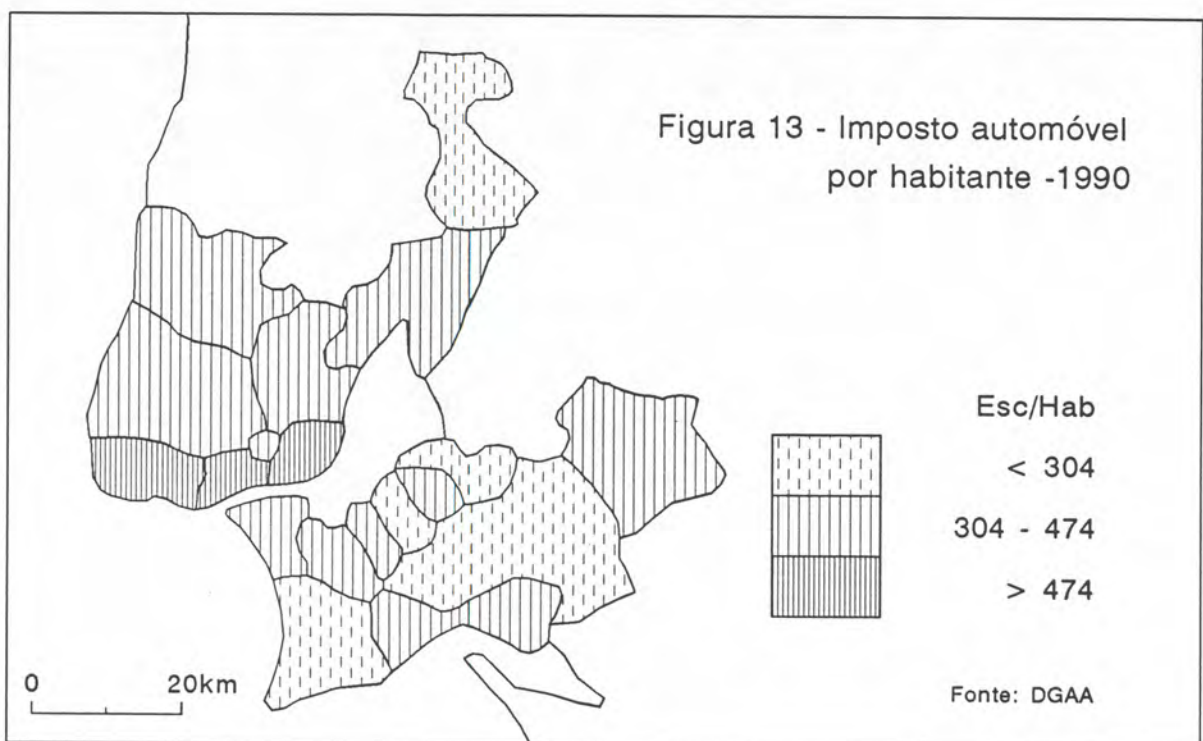 Figura 13 - Imposto automóvel
por habitante -1990
Esc/Hab
< 304
304 - 474
> 474
0 20km
Fonte: DGAA